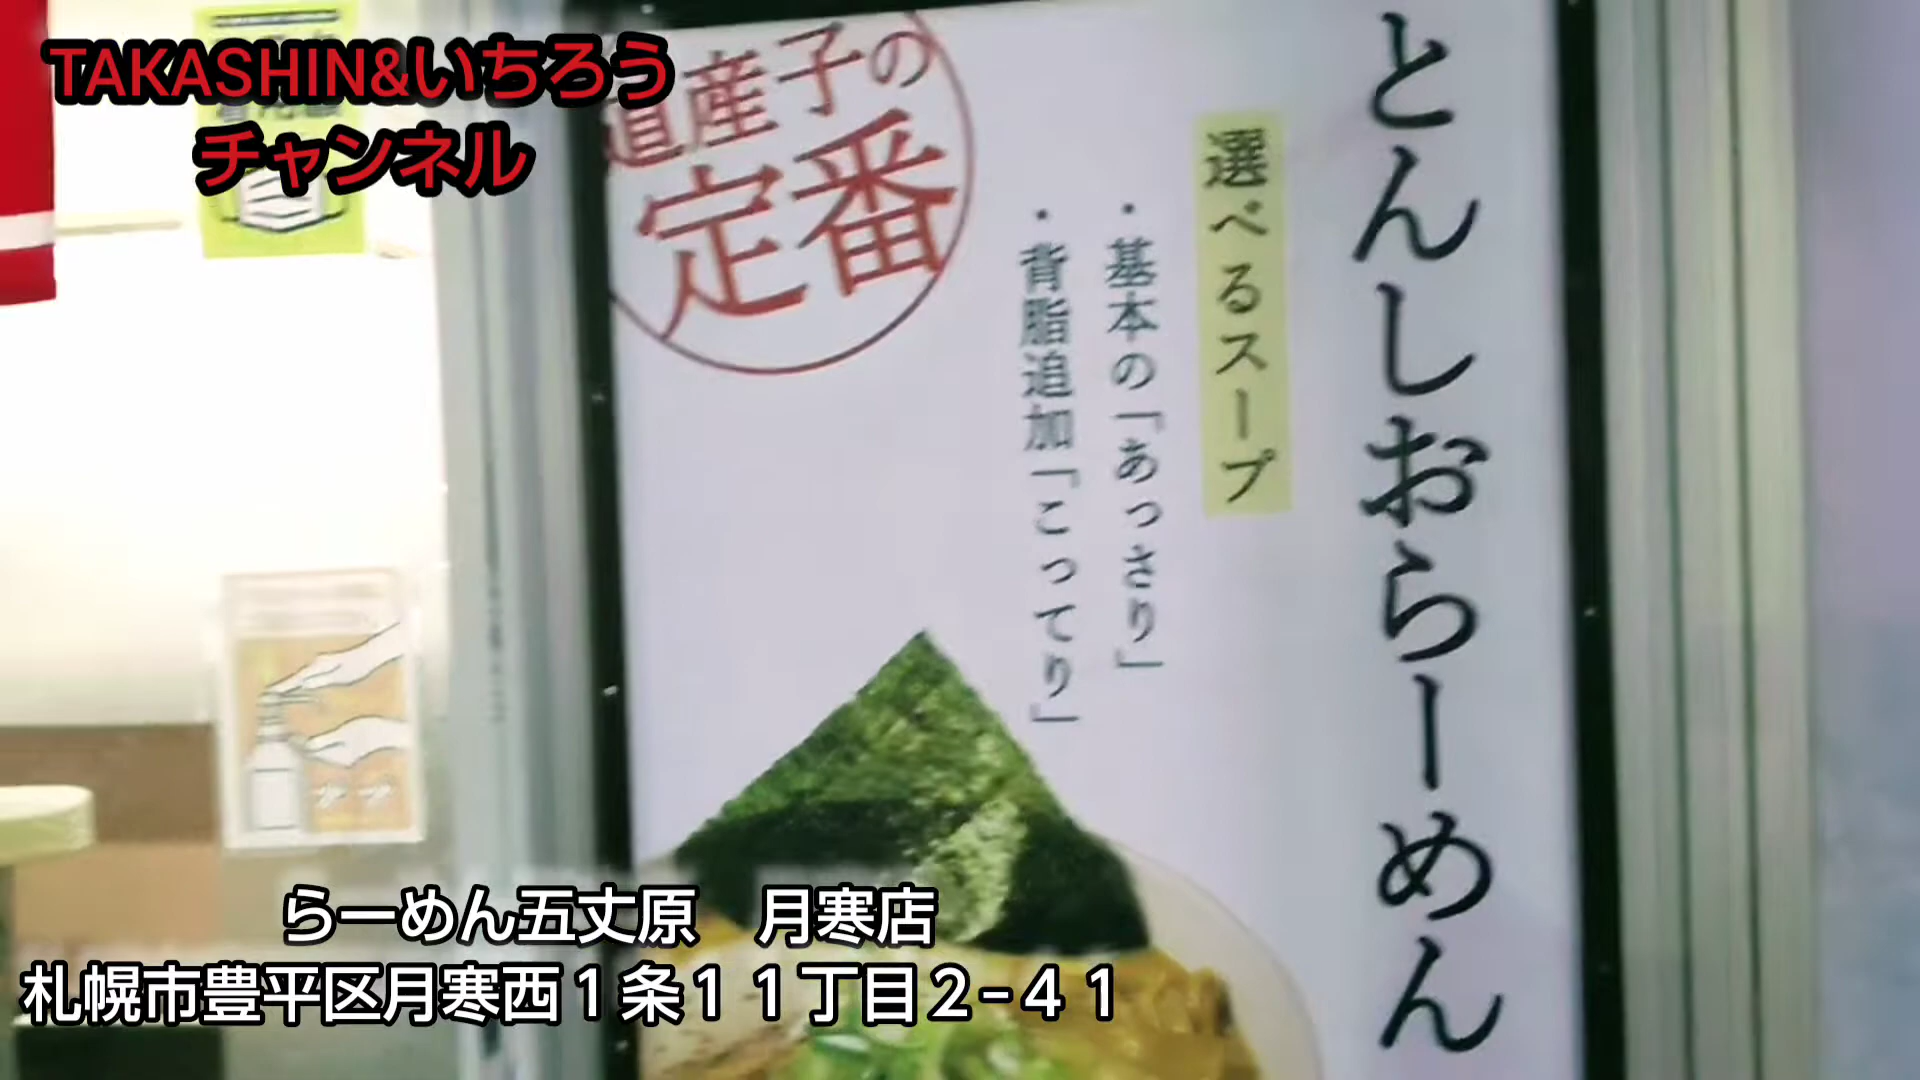 TAKASHIN&いちろう
チャンネル
道産子の
定番
とんしおらーめん
選べるスープ
・基本の「あっさり」
・背脂追加「こってり」
らーめん五丈原　月寒店
札幌市豊平区月寒西１条１１丁目２-４１